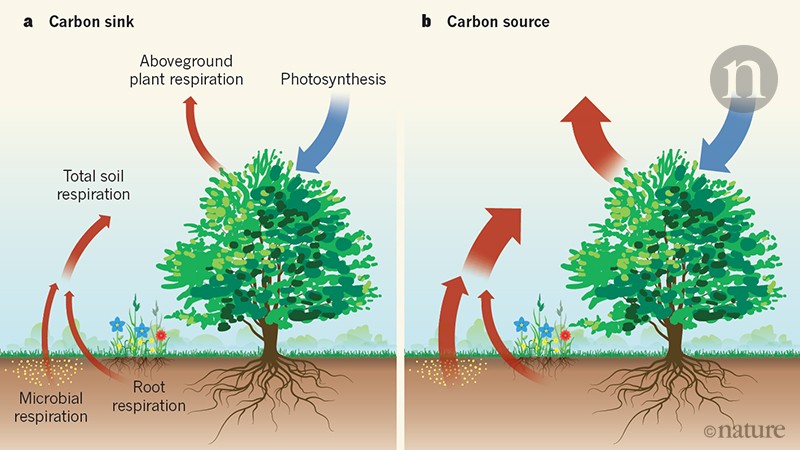 a Carbon sink
Aboveground
plant respiration
Photosynthesis
Total soil
respiration
Microbial
respiration
Root
respiration
b Carbon source
n
©nature